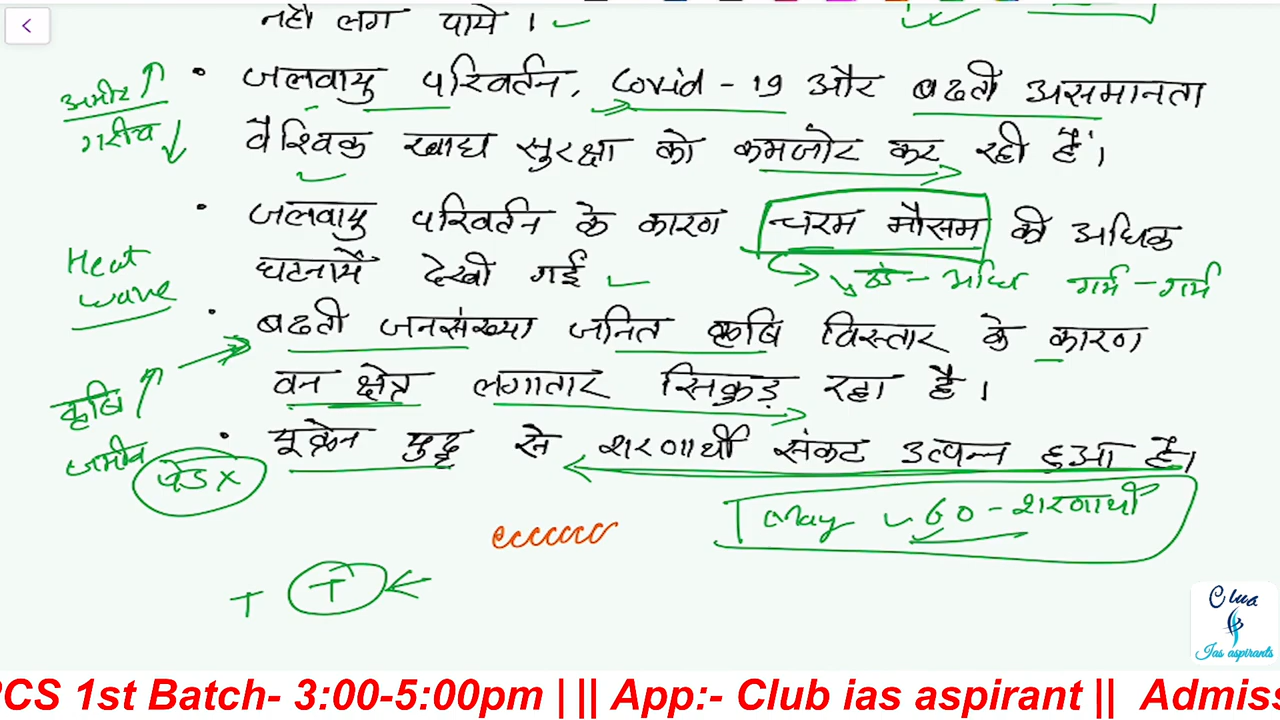 नहीं लग पाये ।
अमीर ↑
गरीब ↓
• जलवायु परिवर्तन, Covid - 19 और बढती असमानता
वैश्विक खाद्य सुरक्षा को कमजोर कर रही हैं।
• जलवायु परिवर्तन के कारण चरम मौसम की अधिक
घटनायें देखी गई
ठंड - अधि गर्म - गर्म
Heat
wave
• बढती जनसंख्या जनित कृषि विस्तार के कारण
वन क्षेत्र लगातार सिकुड़ रहा है।
कृषि ↑
जमीन
पेड X
• यूक्रेन युद्ध से शरणार्थी संकट उत्पन्न हुआ है।
May 60 - शरणार्थी
T T
Club
Ias aspirants
PCS 1st Batch- 3:00-5:00pm | || App:- Club ias aspirant || Admiss